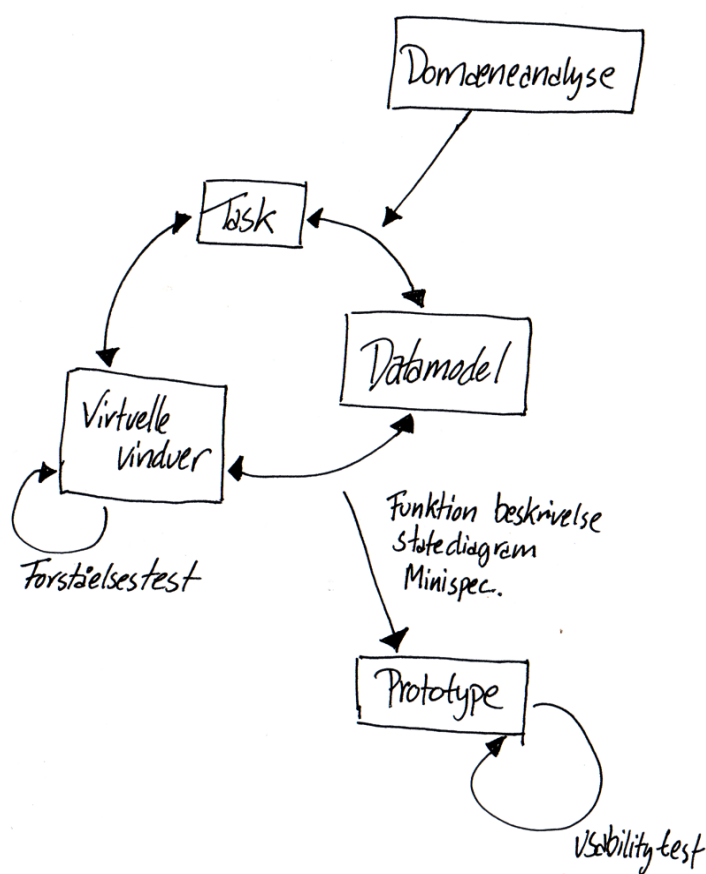 Domæneanalyse
Task
Datamodel
Virtuelle
vinduer
Forståelsestest
Funktion beskrivelse
statediagram
Minispec.
Prototype
Usability test